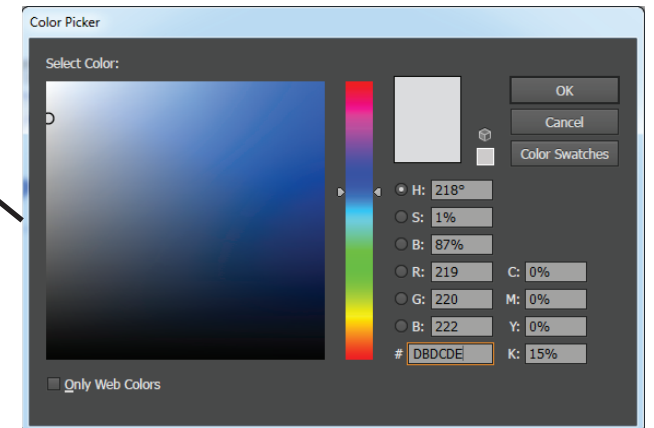 Color Picker
Select Color:
OK
Cancel
Color Swatches
H: 218°
S: 1%
B: 87%
R: 219 C: 0%
G: 220 M: 0%
B: 222 Y: 0%
# DBDCDE K: 15%
Only Web Colors